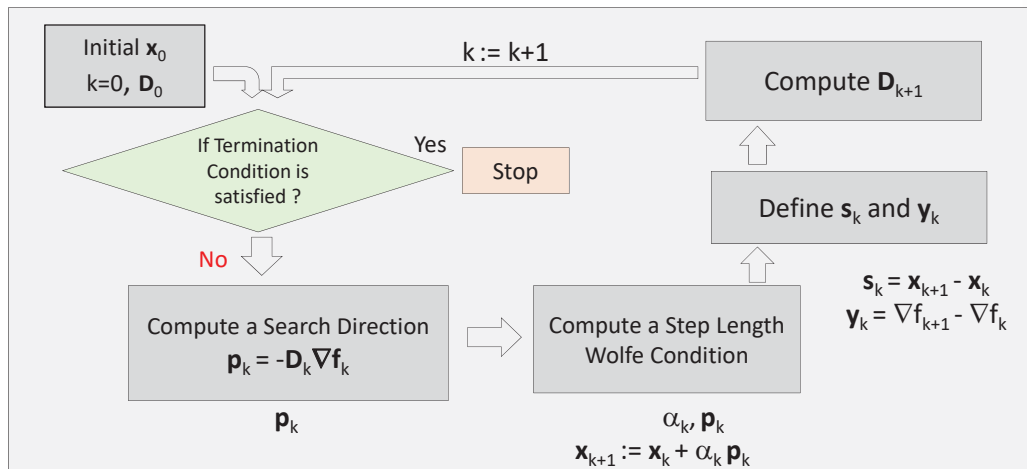 Initial x₀
k=0, D₀
k := k+1
Compute Dₖ₊₁
If Termination
Condition is
satisfied ?
Yes
Stop
Define sₖ and yₖ
No
sₖ = xₖ₊₁ - xₖ
yₖ = ∇fₖ₊₁ - ∇fₖ
Compute a Search Direction
pₖ = -Dₖ∇fₖ
Compute a Step Length
Wolfe Condition
pₖ
αₖ, pₖ
xₖ₊₁ := xₖ + αₖ pₖ